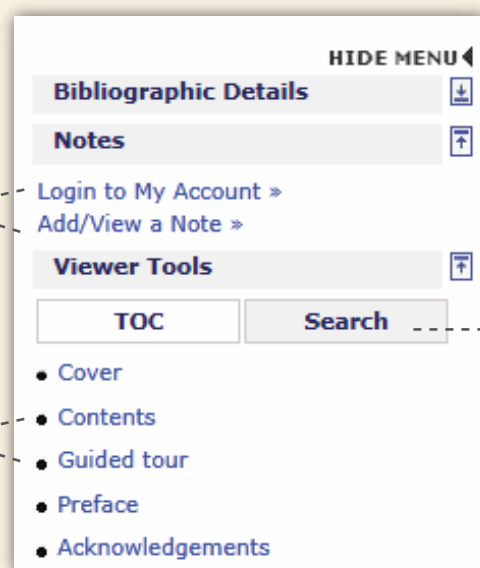 HIDE MENU
Bibliographic Details
Notes
Login to My Account »
Add/View a Note »
Viewer Tools
TOC Search
Cover
Contents
Guided tour
Preface
Acknowledgements